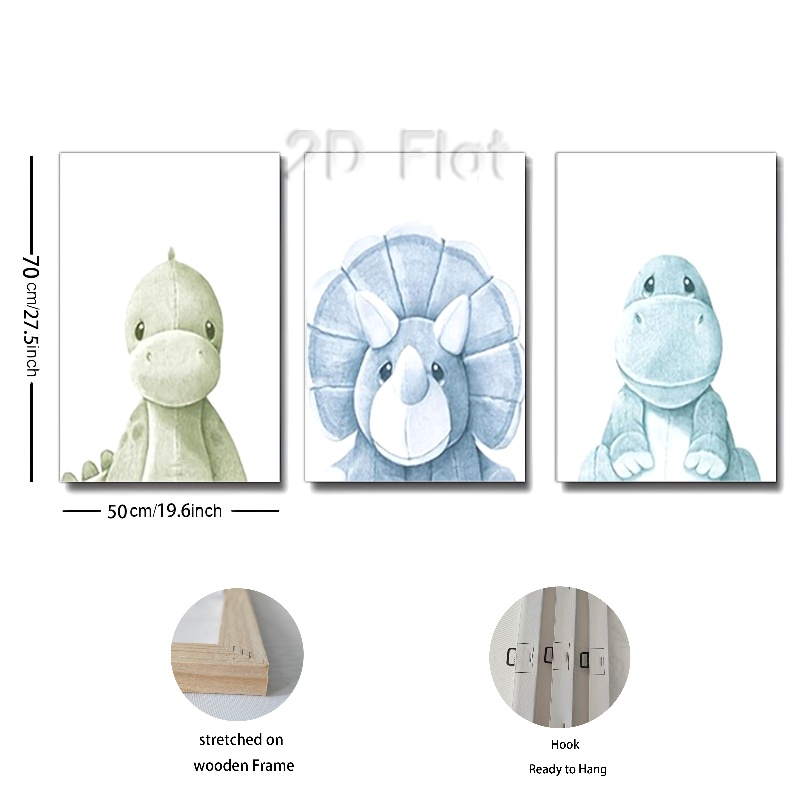 2D Flat
70 cm/27.5inch
50cm/19.6inch
stretched on
wooden Frame
Hook
Ready to Hang